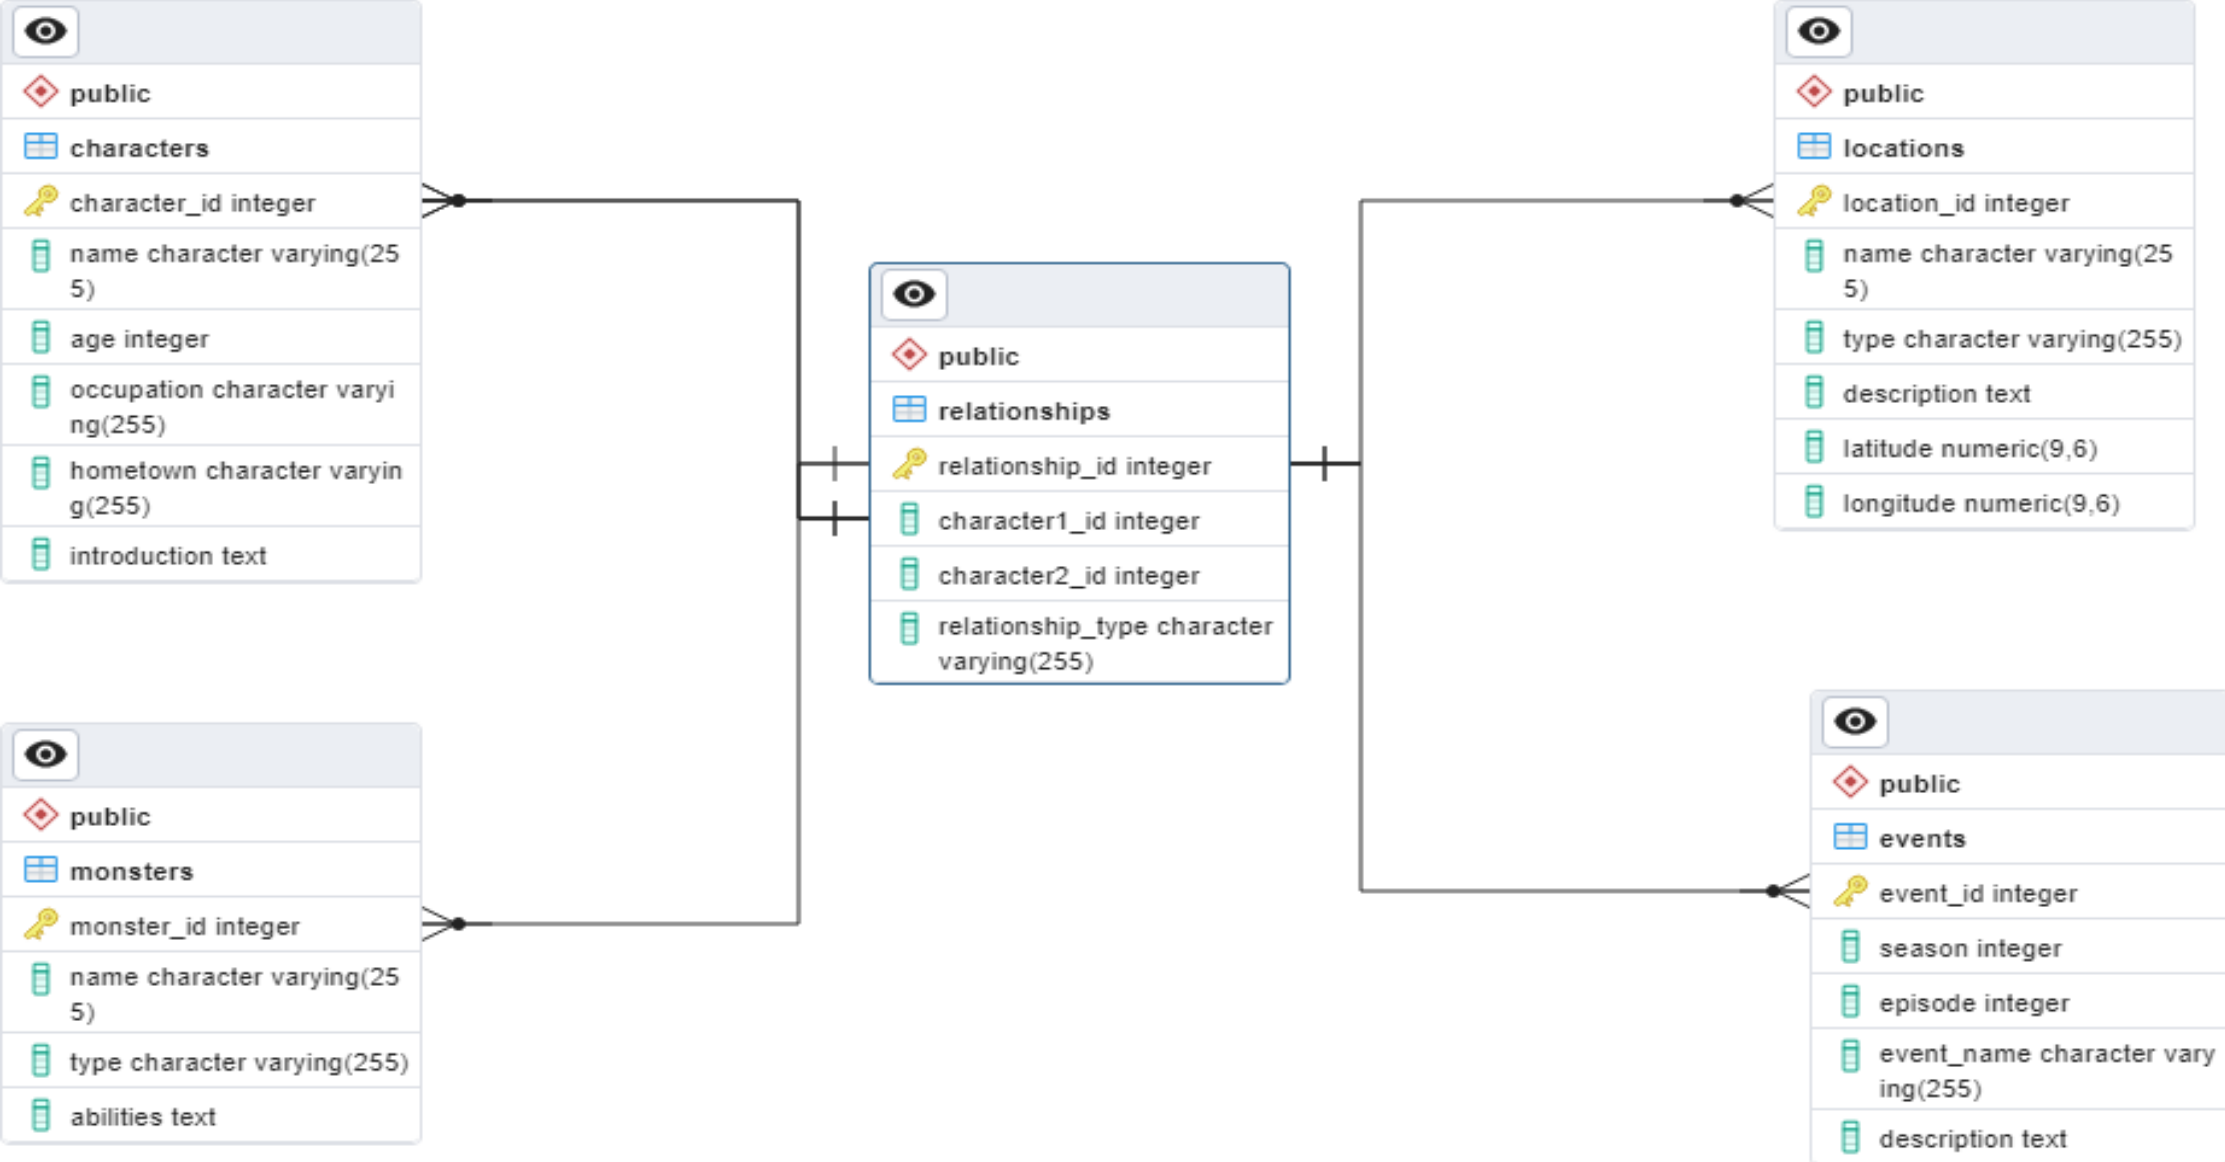 public
characters
character_id integer
name character varying(25
5)
age integer
occupation character varyi
ng(255)
hometown character varyin
g(255)
introduction text
public
monsters
monster_id integer
name character varying(25
5)
type character varying(255)
abilities text
public
relationships
relationship_id integer
character1_id integer
character2_id integer
relationship_type character
varying(255)
public
locations
location_id integer
name character varying(25
5)
type character varying(255)
description text
latitude numeric(9,6)
longitude numeric(9,6)
public
events
event_id integer
season integer
episode integer
event_name character vary
ing(255)
description text